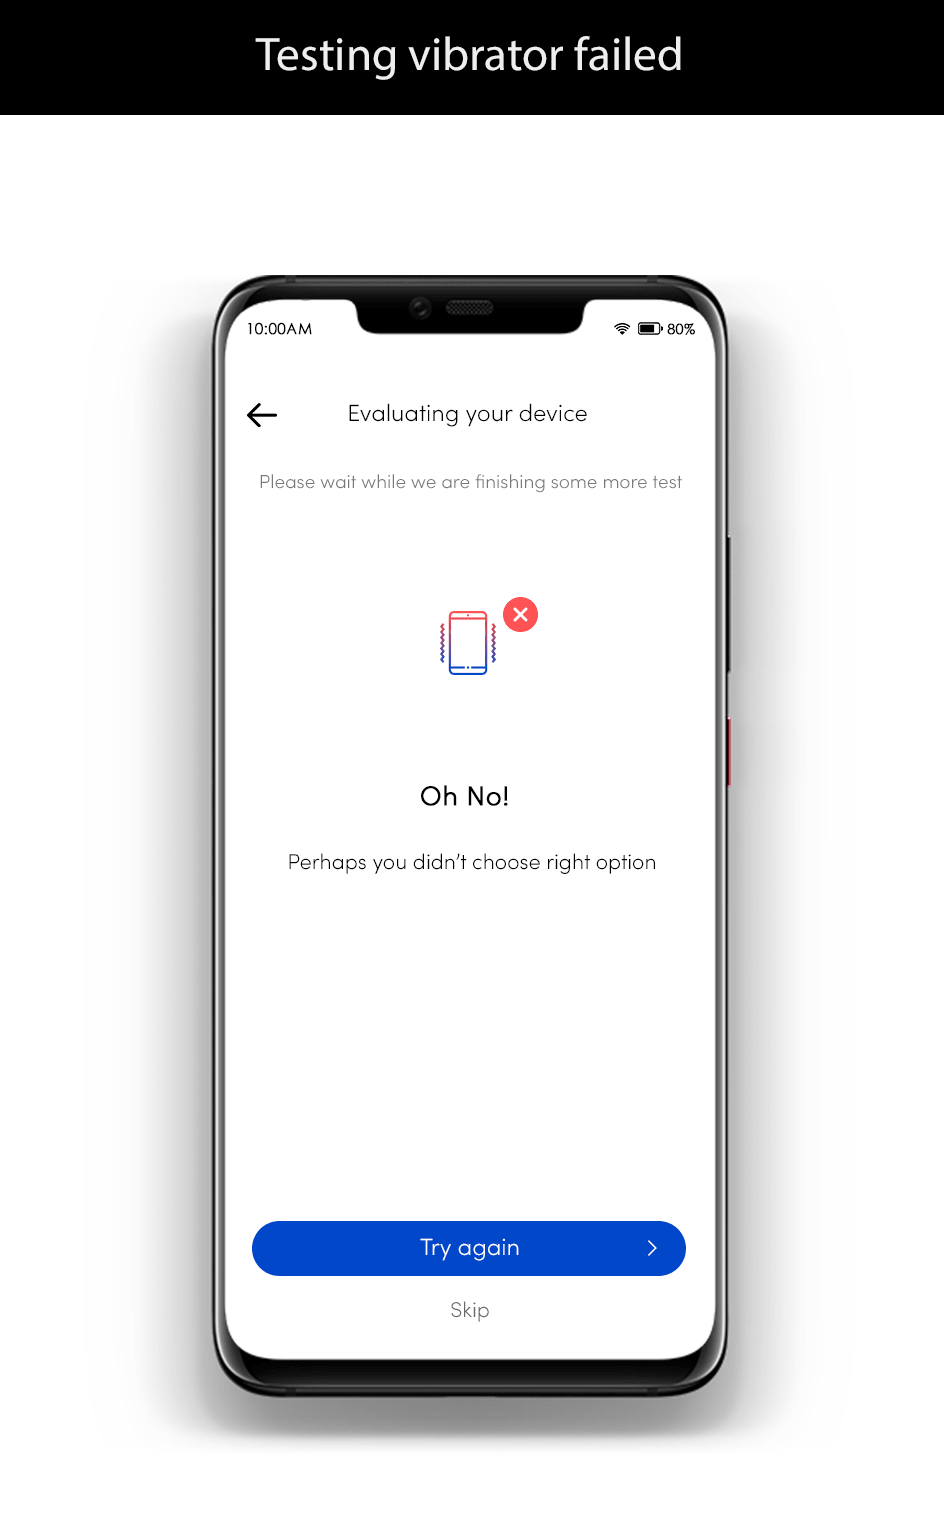 Testing vibrator failed
10:00AM
80%
Evaluating your device
Please wait while we are finishing some more test
Oh No!
Perhaps you didn't choose right option
Try again
Skip